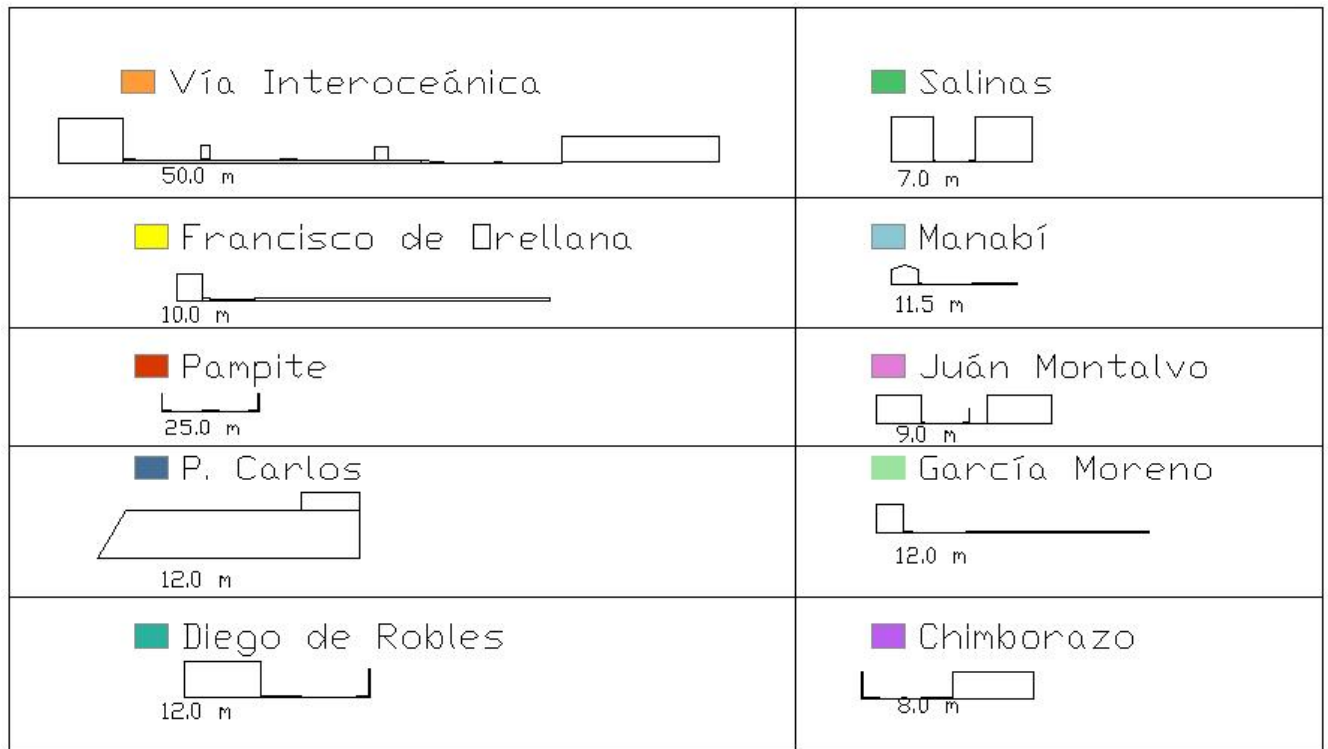 Vía Interoceánica
50.0 m
Salinas
7.0 m
Francisco de Orellana
10.0 m
Manabí
11.5 m
Pampite
25.0 m
Juán Montalvo
9.0 m
P. Carlos
12.0 m
García Moreno
12.0 m
Diego de Robles
12.0 m
Chimborazo
8.0 m